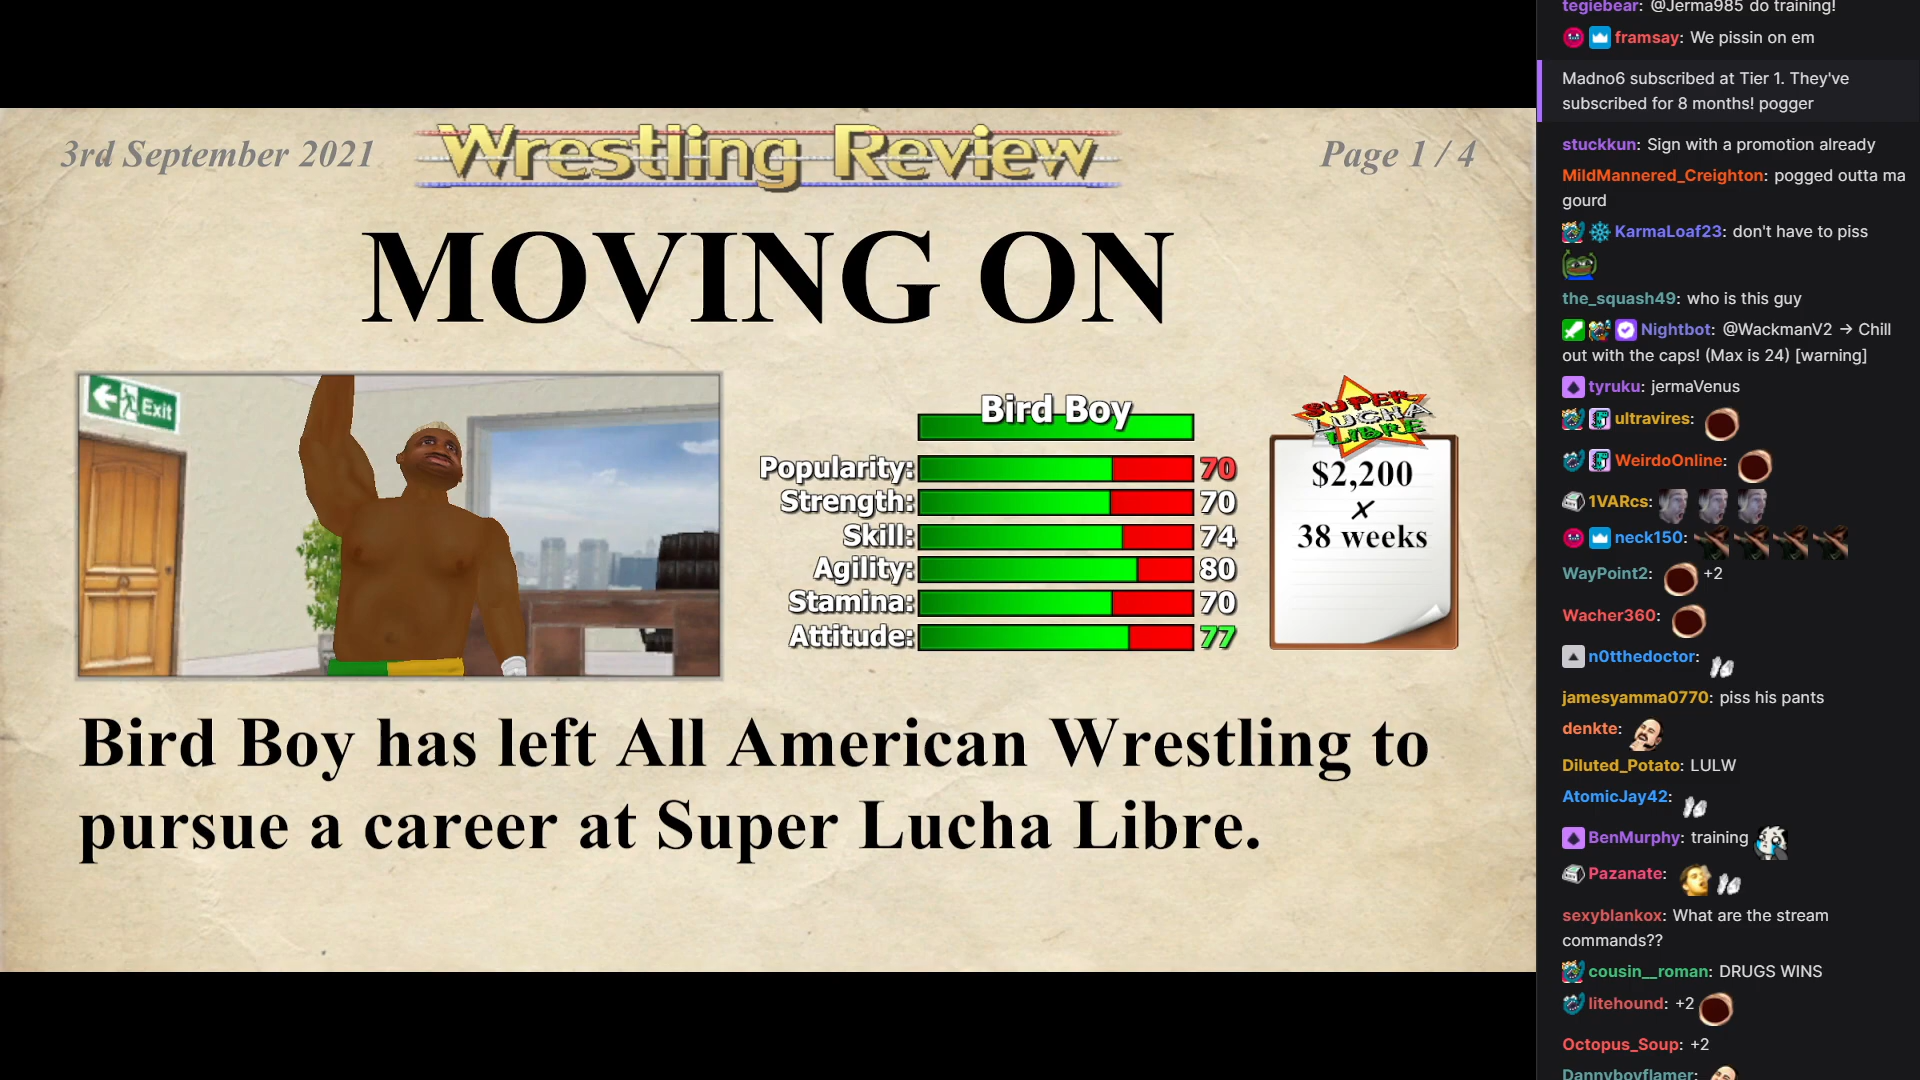 3rd September 2021
Wrestling Review
Page 1 / 4
MOVING ON
Exit
Bird Boy
Popularity: 70
Strength: 70
Skill: 74
Agility: 80
Stamina: 70
Attitude: 77
SUPER
LUCHA
LIBRE
$2,200
x
38 weeks
Bird Boy has left All American Wrestling to
pursue a career at Super Lucha Libre.
tegiebear: @Jerma985 do training!
framsay: We pissin on em
Madno6 subscribed at Tier 1. They've
subscribed for 8 months! pogger
stuckkun: Sign with a promotion already
MildMannered_Creighton: pogged outta ma
gourd
KarmaLoaf23: don't have to piss
the_squash49: who is this guy
Nightbot: @WackmanV2 → Chill
out with the caps! (Max is 24) [warning]
tyruku: jermaVenus
ultravires:
WeirdoOnline:
1VARcs:
neck150:
WayPoint2: +2
Wacher360:
n0tthedoctor:
jamesyamma0770: piss his pants
denkte:
Diluted_Potato: LULW
AtomicJay42:
BenMurphy: training
Pazanate:
sexyblankox: What are the stream
commands??
cousin__roman: DRUGS WINS
litehound: +2
Octopus_Soup: +2
Dannyboyflamer: